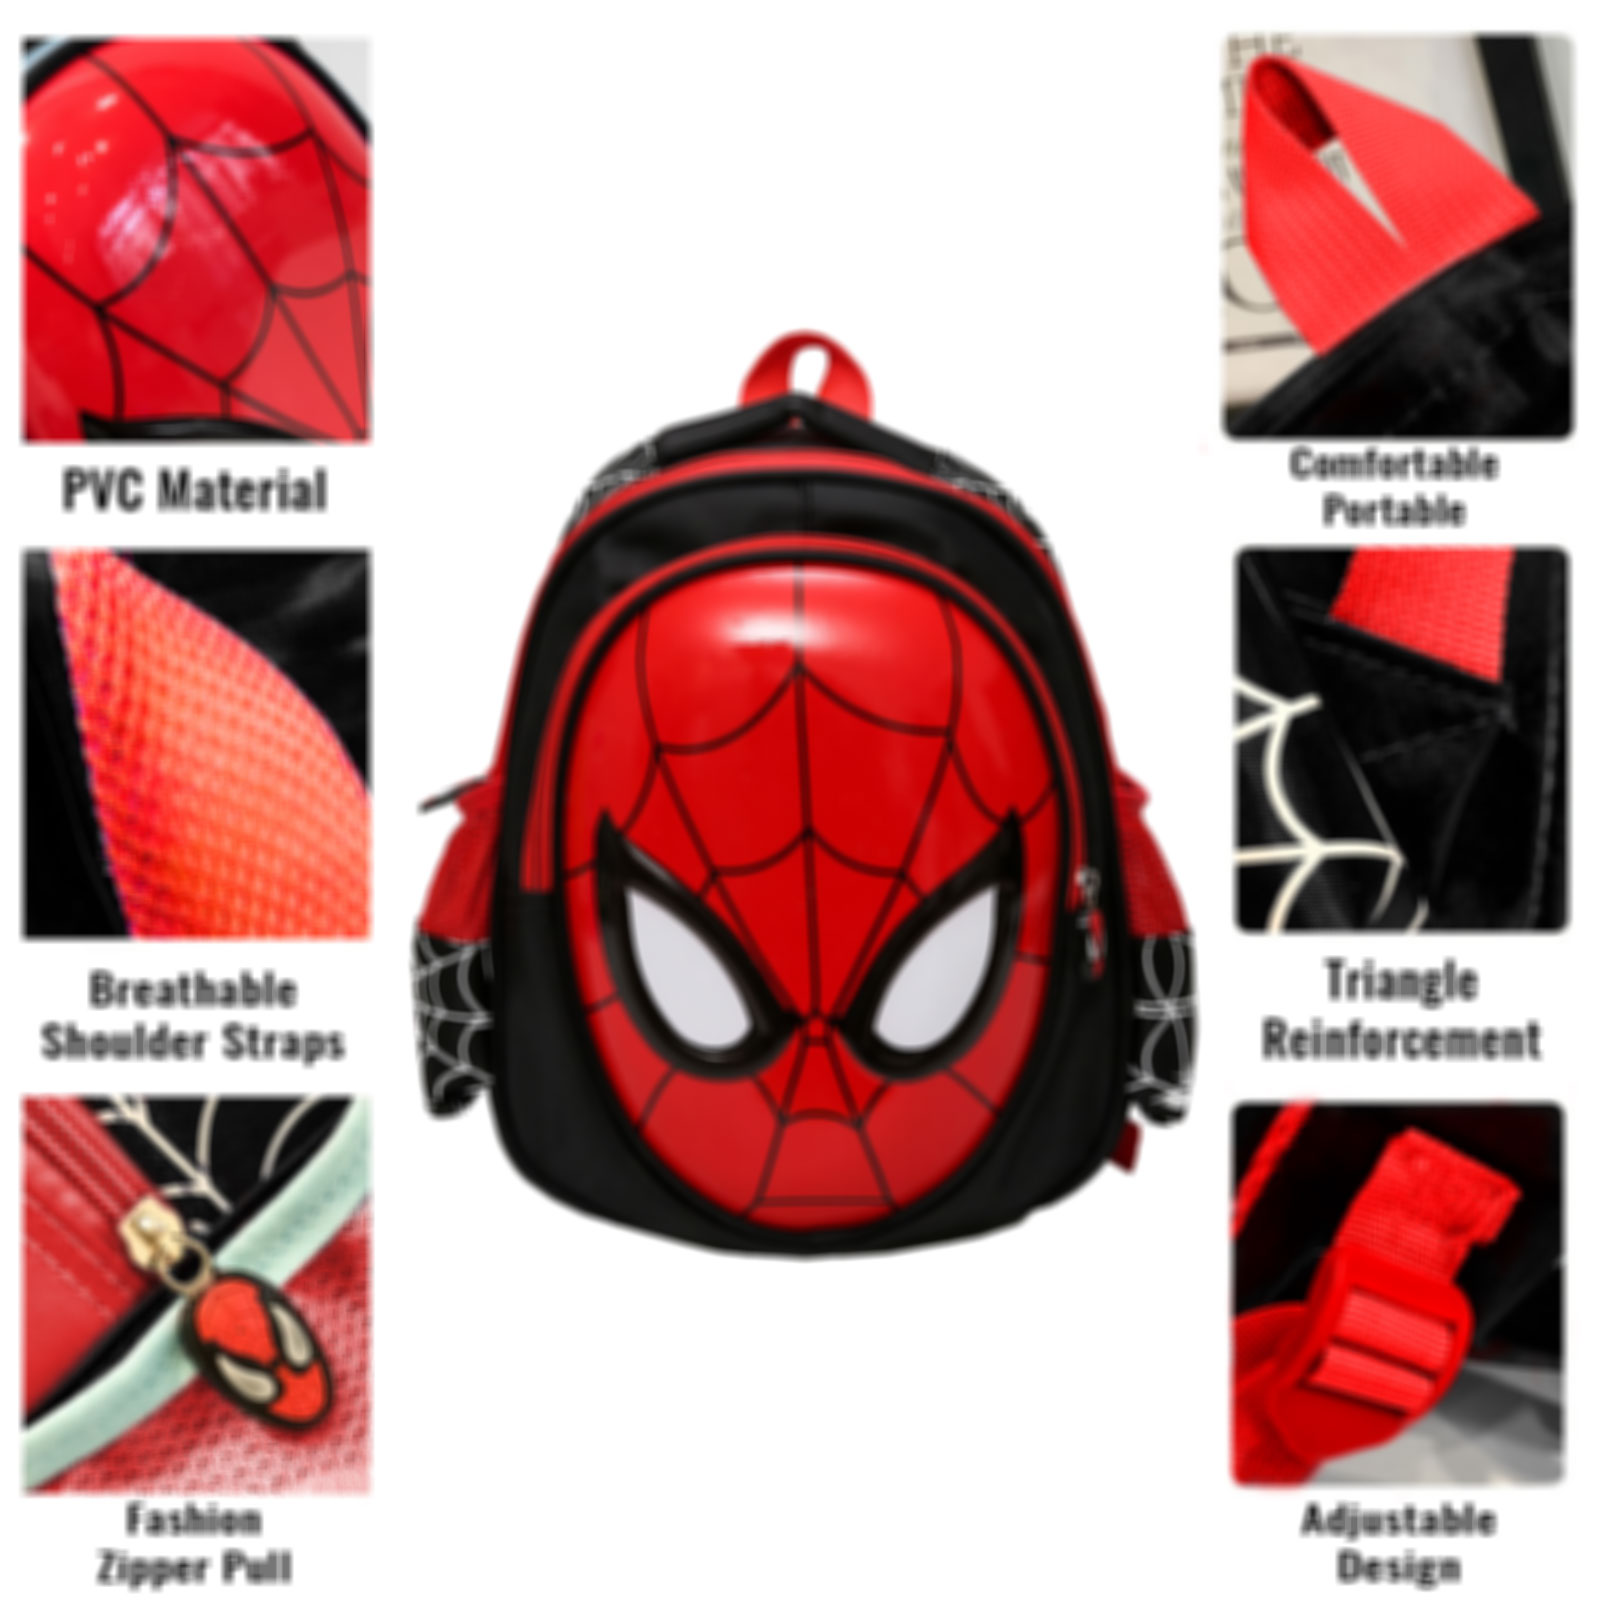 PVC Material
Comfortable
Portable
Breathable
Shoulder Straps
Triangle
Reinforcement
Fashion
Zipper Pull
Adjustable
Design